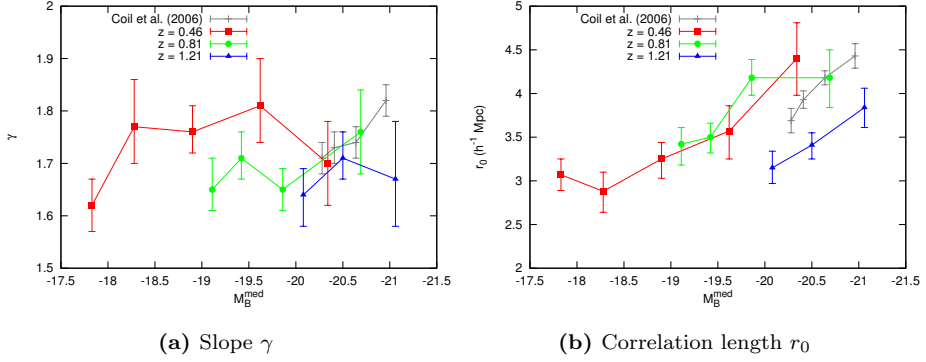 Coil et al. (2006)
z = 0.46
z = 0.81
z = 1.21
2
1.9
1.8
1.7
1.6
1.5
γ
-17.5 -18 -18.5 -19 -19.5 -20 -20.5 -21 -21.5
M_B^med
(a) Slope γ
Coil et al. (2006)
z = 0.46
z = 0.81
z = 1.21
5
4.5
4
3.5
3
2.5
2
r₀ (h⁻¹ Mpc)
-17.5 -18 -18.5 -19 -19.5 -20 -20.5 -21 -21.5
M_B^med
(b) Correlation length r₀